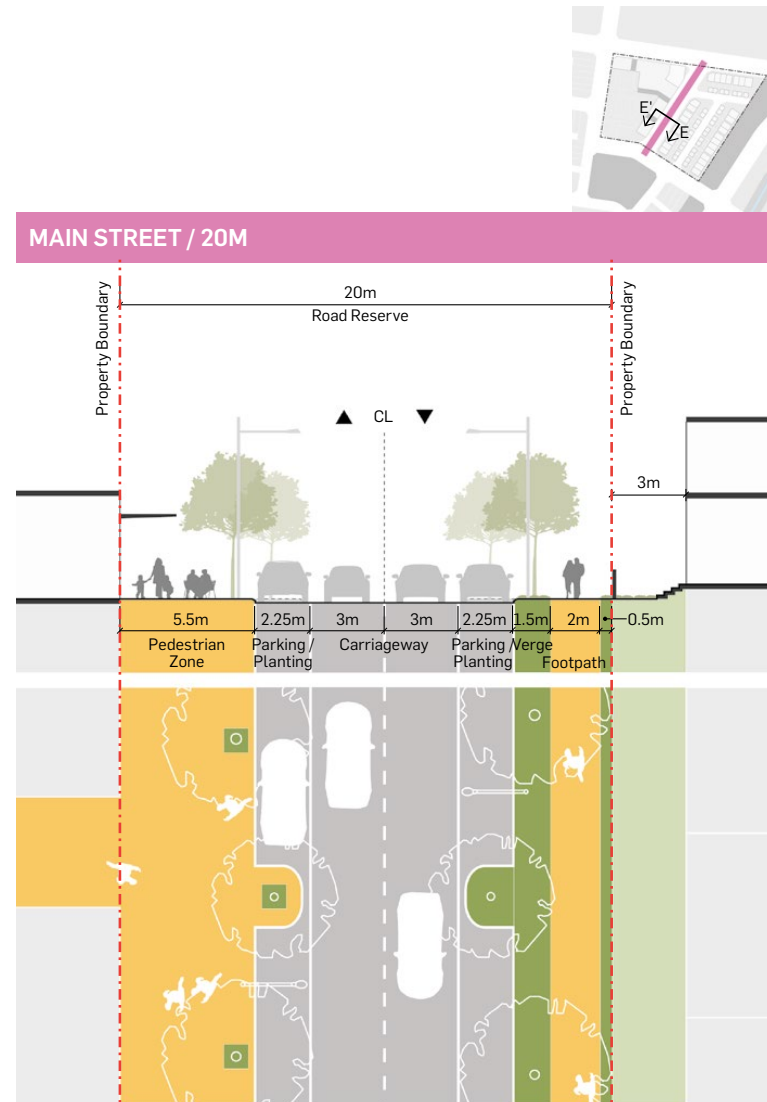 E'
E
MAIN STREET / 20M
Property Boundary
20m
Road Reserve
Property Boundary
CL
3m
5.5m
2.25m
3m
3m
2.25m
1.5m
2m
0.5m
Pedestrian
Zone
Parking /
Planting
Carriageway
Parking /
Planting
Verge
Footpath